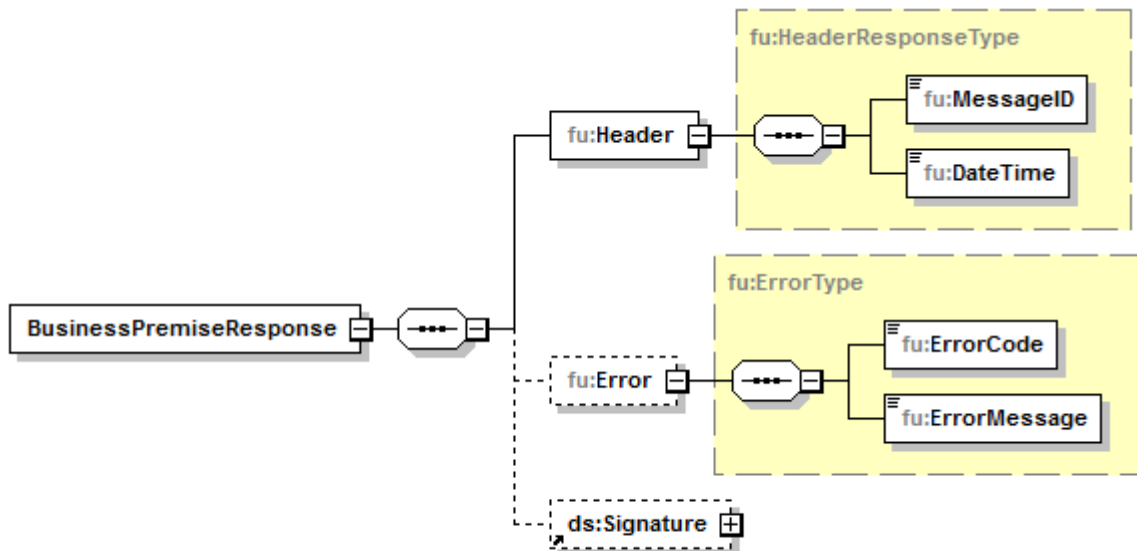 fu:HeaderResponseType
fu:MessageID
fu:Header
fu:DateTime
fu:ErrorType
BusinessPremiseResponse
fu:ErrorCode
fu:Error
fu:ErrorMessage
ds:Signature